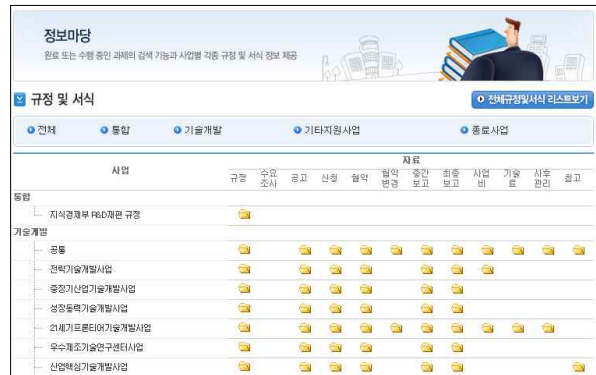 정보마당
완료 또는 수행 중인 과제의 검색 기능과 사업별 각종 규정 및 서식 정보 제공
규정 및 서식
전체규정및서식 리스트보기
전체 통합 기술개발 기타지원사업 종료사업
사업 자료
규정 수요조사 공고 신청 협약 협약변경 중간보고 최종보고 사업비 기술료 사후관리 참고
통합
지식경제부 R&D재편 규정
기술개발
공통
전략기술개발사업
중장기산업기술개발사업
성장동력기술개발사업
21세기프론티어기술개발사업
우수제조기술연구센터사업
산업핵심기술개발사업